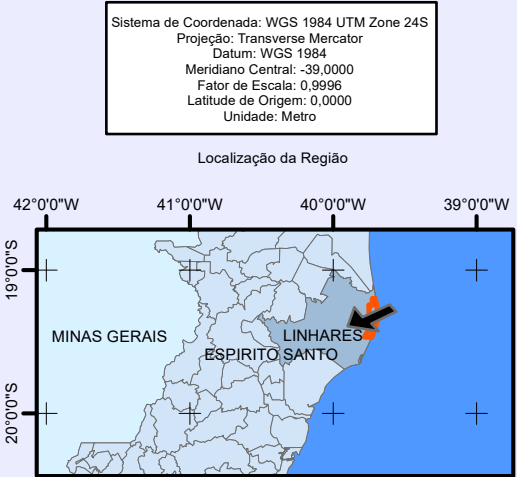 Sistema de Coordenada: WGS 1984 UTM Zone 24S
Projeção: Transverse Mercator
Datum: WGS 1984
Meridiano Central: -39,0000
Fator de Escala: 0,9996
Latitude de Origem: 0,0000
Unidade: Metro
Localização da Região
42°0'0"W 41°0'0"W 40°0'0"W 39°0'0"W
19°0'0"S
MINAS GERAIS
LINHARES
ESPIRITO SANTO
20°0'0"S